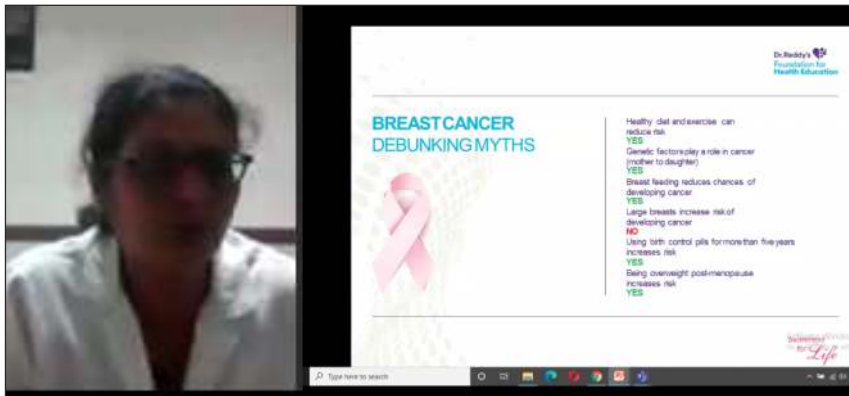 Dr.Reddy's
Foundation for
Health Education
BREAST CANCER
DEBUNKING MYTHS
Healthy diet and exercise can
reduce risk
YES
Genetic factors play a role in cancer
(mother to daughter)
YES
Breast feeding reduces chances of
developing cancer
YES
Large breasts increase risk of
developing cancer
NO
Using birth control pills for more than five years
increases risk
YES
Being overweight post-menopause
increases risk
YES
for Life
Type here to search